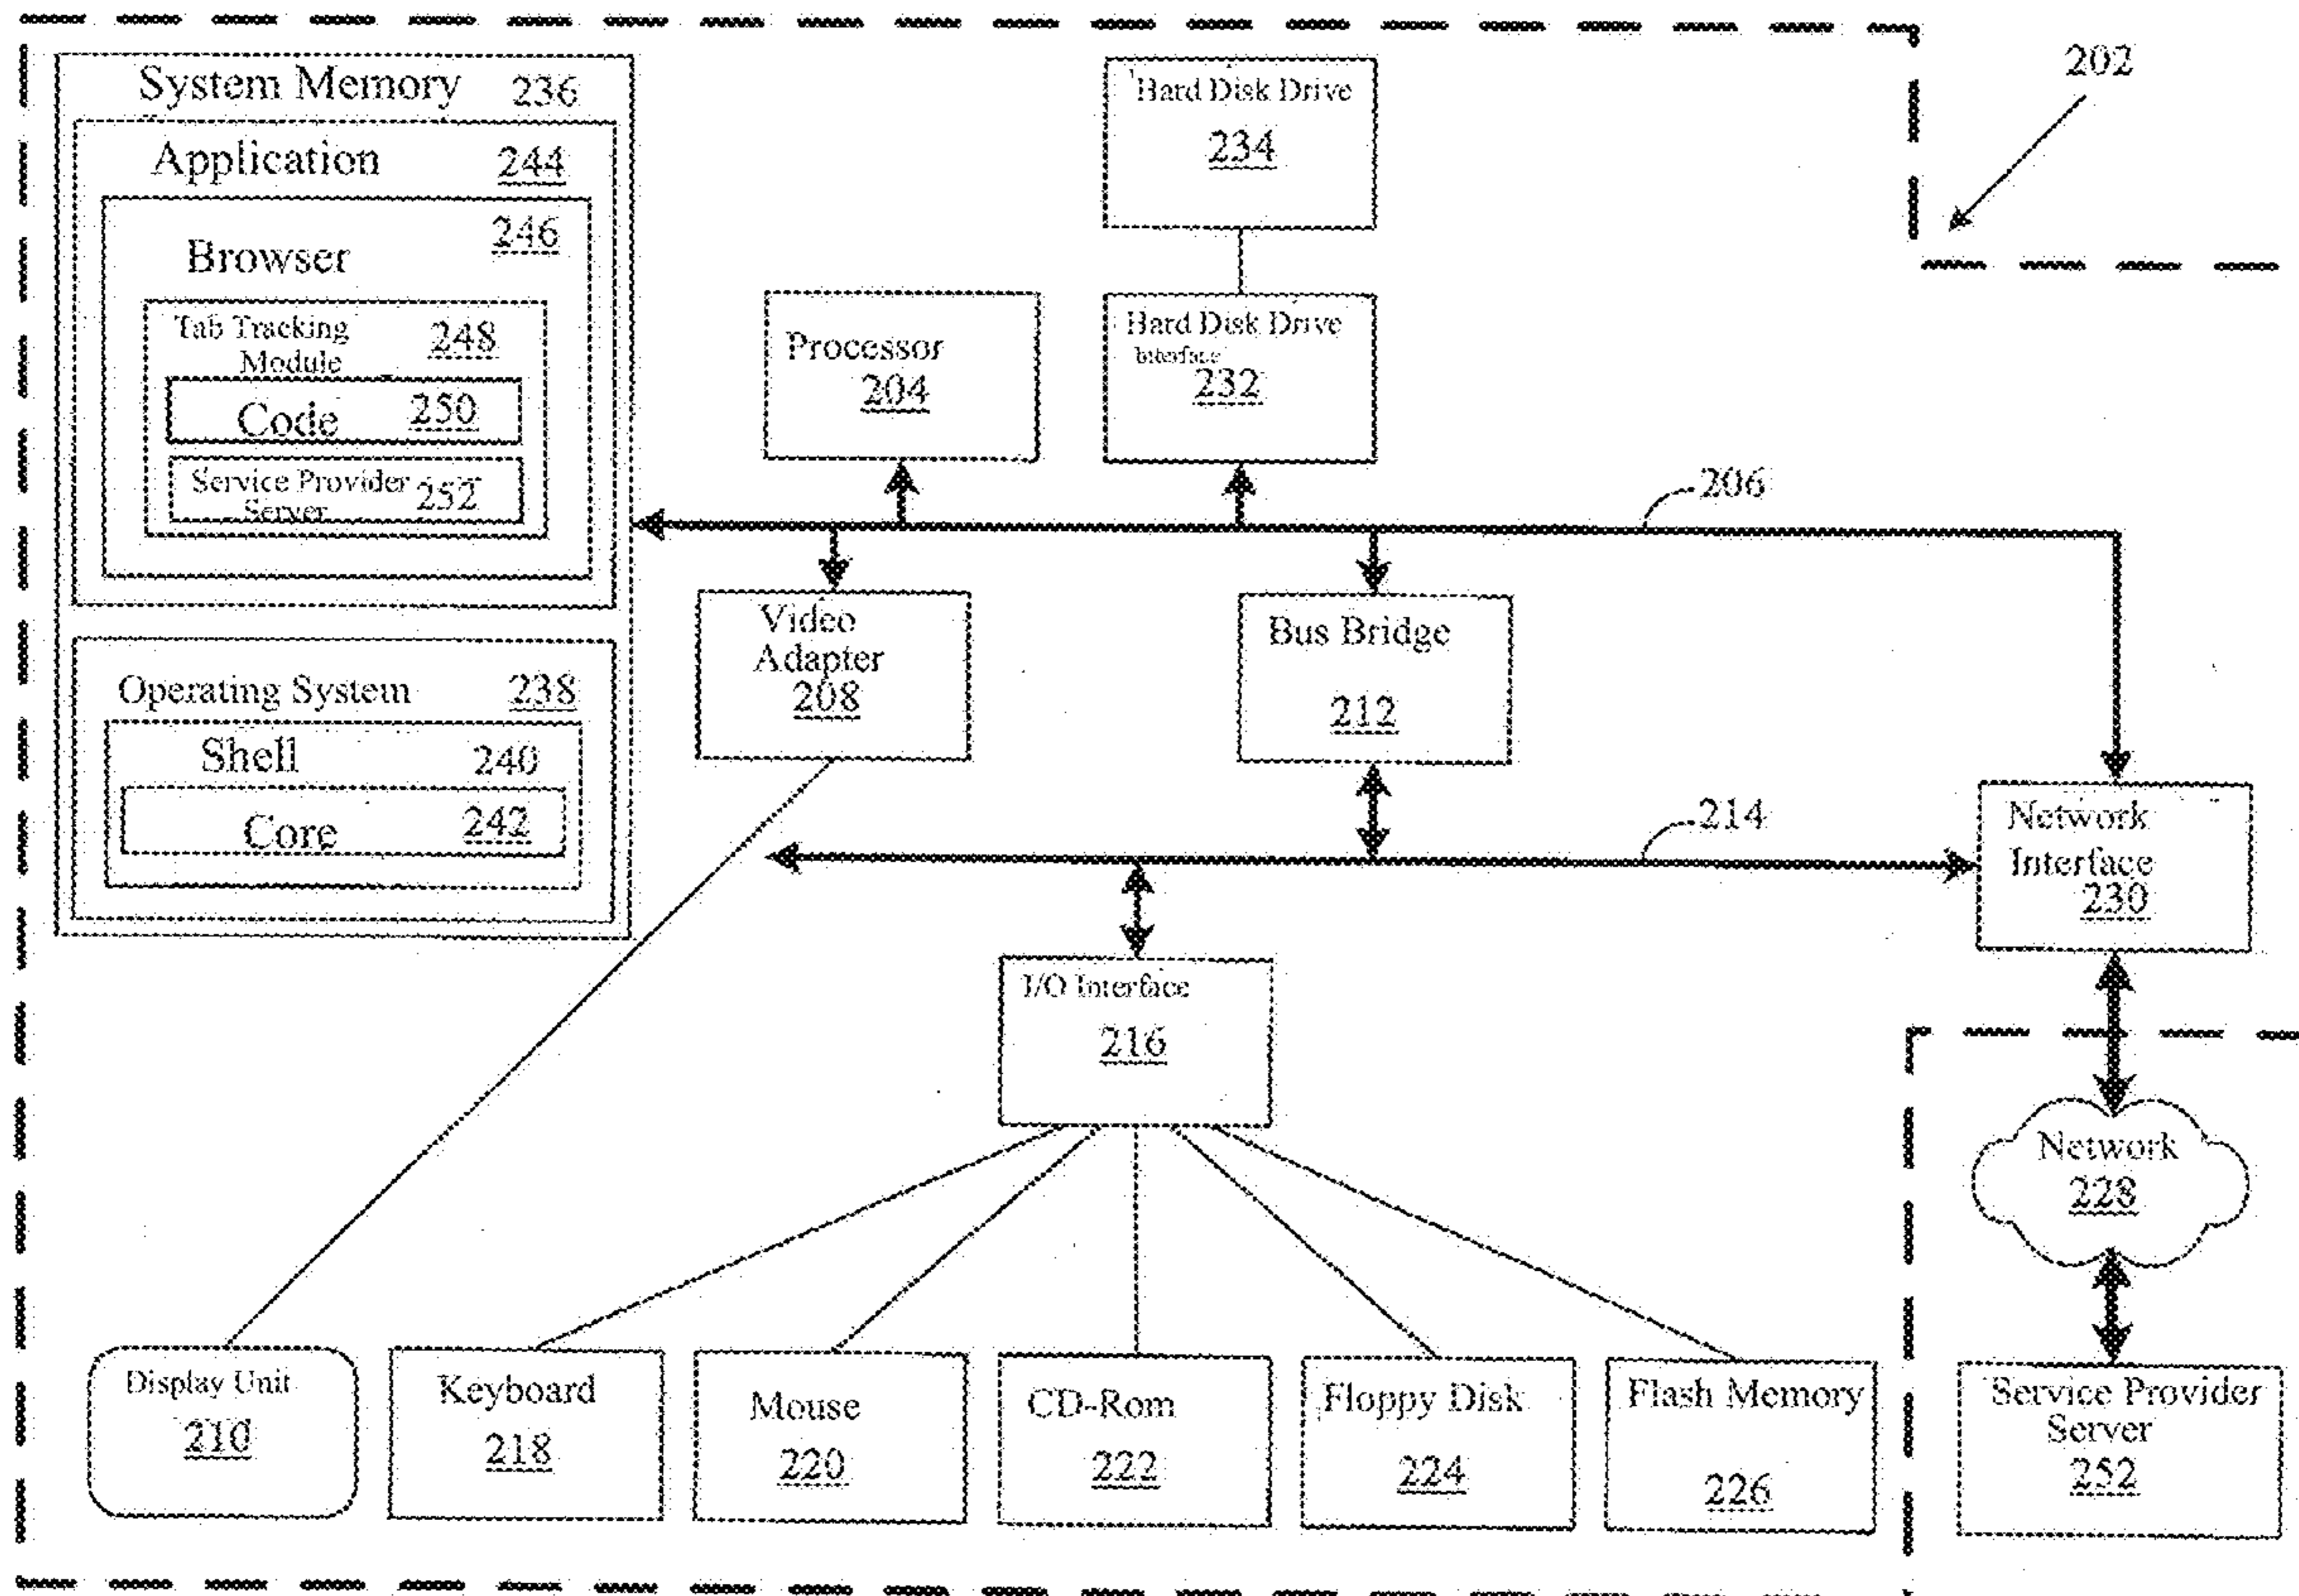 System Memory 236
Application 244
246
Browser
Tab Tracking 248
Module
Code 250
Service Provider 252
Server
Operating System 238
Shell 240
Core 242
Hard Disk Drive
234
202
Processor
204
Hard Disk Drive
Interface
232
206
Video
Adapter
208
Bus Bridge
212
214
Network
Interface
230
I/O Interface
216
Network
228
Display Unit
210
Keyboard
218
Mouse
220
CD-Rom
222
Floppy Disk
224
Flash Memory
226
Service Provider
Server
252